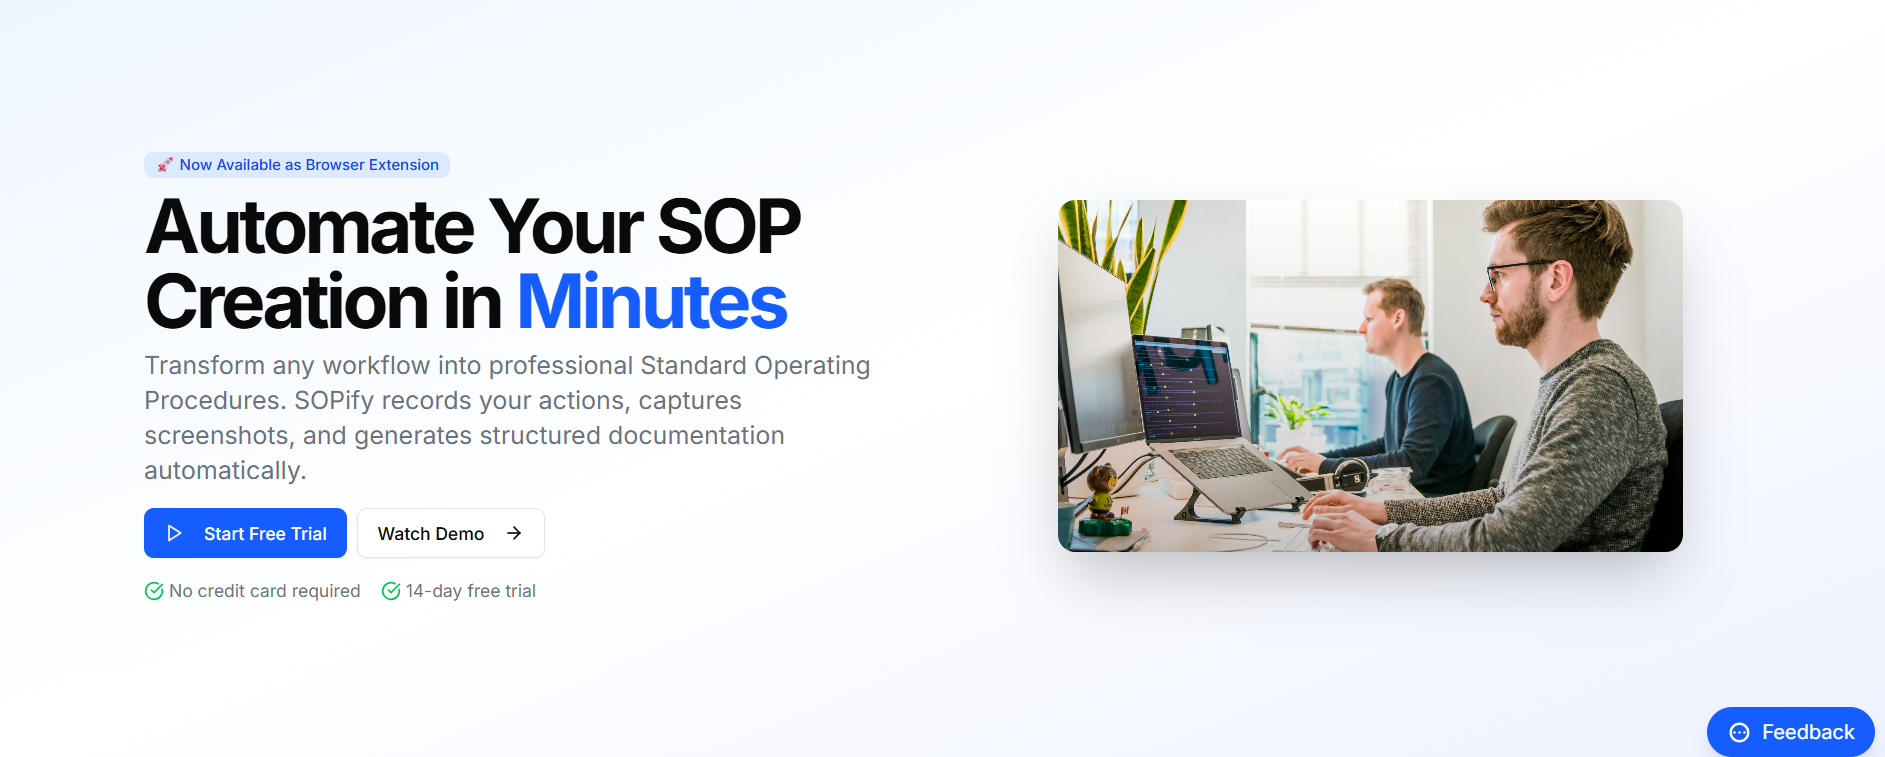 🚀 Now Available as Browser Extension
Automate Your SOP
Creation in Minutes
Transform any workflow into professional Standard Operating
Procedures. SOPify records your actions, captures
screenshots, and generates structured documentation
automatically.
Start Free Trial
Watch Demo
No credit card required
14-day free trial
Feedback